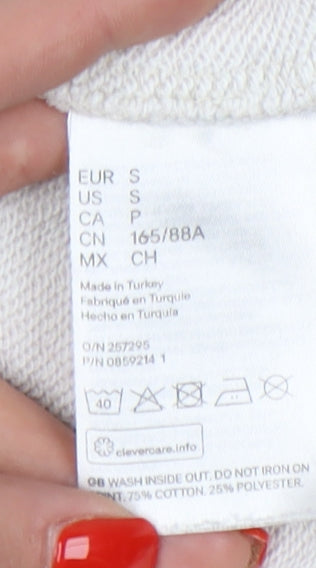 EUR S
US S
CA P
CN 165/88A
MX CH
Made in Turkey
Fabriqué en Turquie
Hecho en Turquía
O/N 257295
P/N 0859214 1
40
clevercare.info
GB WASH INSIDE OUT. DO NOT IRON ON
PRINT. 75% COTTON. 25% POLYESTER.